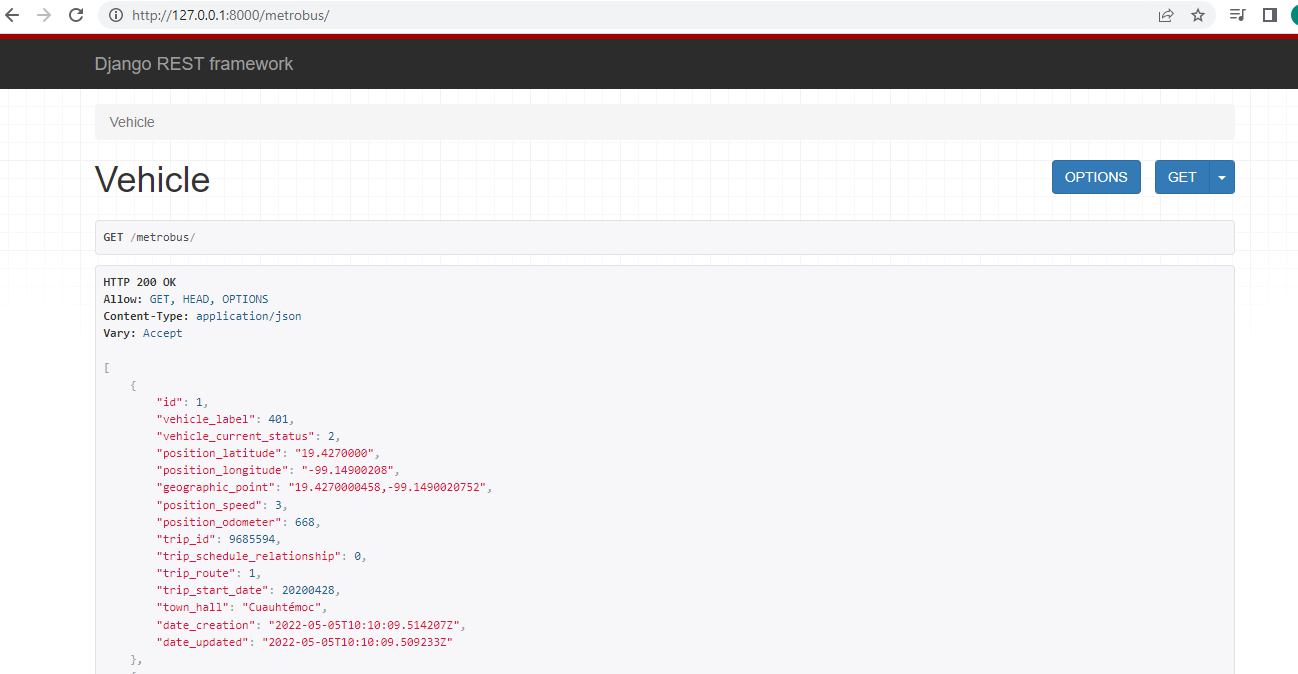 http://127.0.0.1:8000/metrobus/
Django REST framework
Vehicle
Vehicle
OPTIONS
GET
GET /metrobus/
HTTP 200 OK
Allow: GET, HEAD, OPTIONS
Content-Type: application/json
Vary: Accept
[
{
"id": 1,
"vehicle_label": 401,
"vehicle_current_status": 2,
"position_latitude": "19.4270000",
"position_longitude": "-99.14900208",
"geographic_point": "19.4270000458,-99.1490020752",
"position_speed": 3,
"position_odometer": 668,
"trip_id": 9685594,
"trip_schedule_relationship": 0,
"trip_route": 1,
"trip_start_date": 20200428,
"town_hall": "Cuauhtémoc",
"date_creation": "2022-05-05T10:10:09.514207Z",
"date_updated": "2022-05-05T10:10:09.509233Z"
},